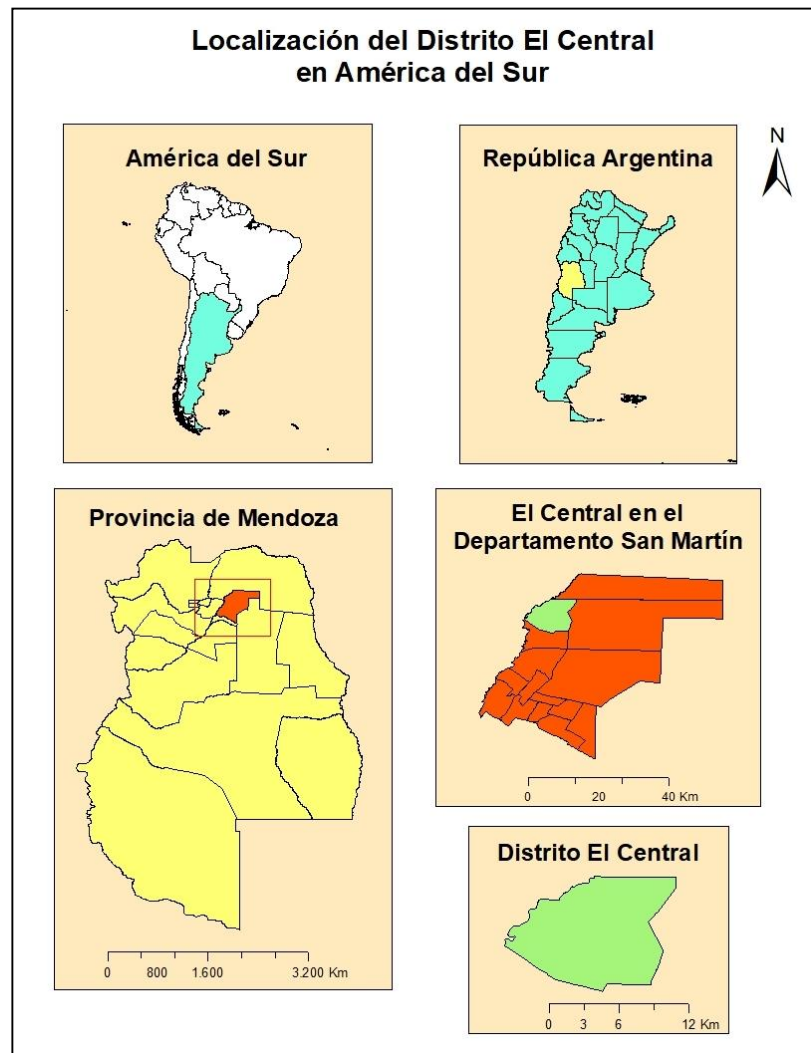 Localización del Distrito El Central
en América del Sur
América del Sur
República Argentina
N
Provincia de Mendoza
El Central en el
Departamento San Martín
0 20 40 Km
Distrito El Central
0 800 1.600 3.200 Km
0 3 6 12 Km